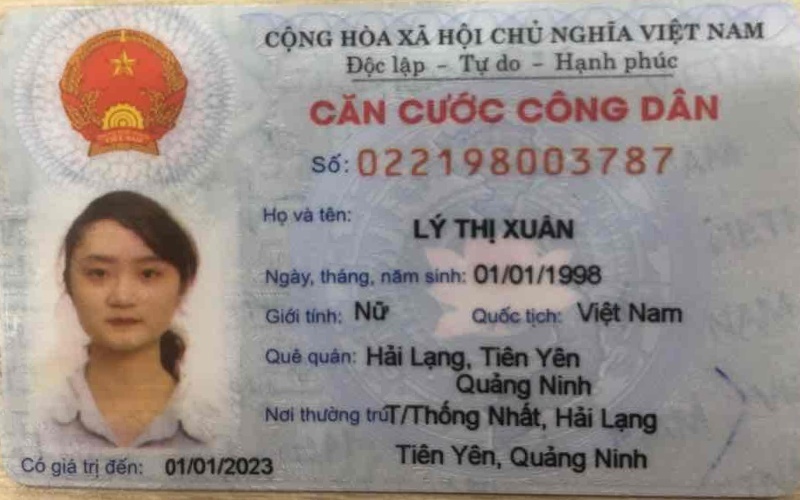 CỘNG HÒA XÃ HỘI CHỦ NGHĨA VIỆT NAM
Độc lập - Tự do - Hạnh phúc
CĂN CƯỚC CÔNG DÂN
Số: 022198003787
Họ và tên:
LÝ THỊ XUÂN
Ngày, tháng, năm sinh: 01/01/1998
Giới tính: Nữ Quốc tịch: Việt Nam
Quê quán: Hải Lạng, Tiên Yên
Quảng Ninh
Nơi thường trú: T/Thống Nhất, Hải Lạng
Tiên Yên, Quảng Ninh
Có giá trị đến: 01/01/2023